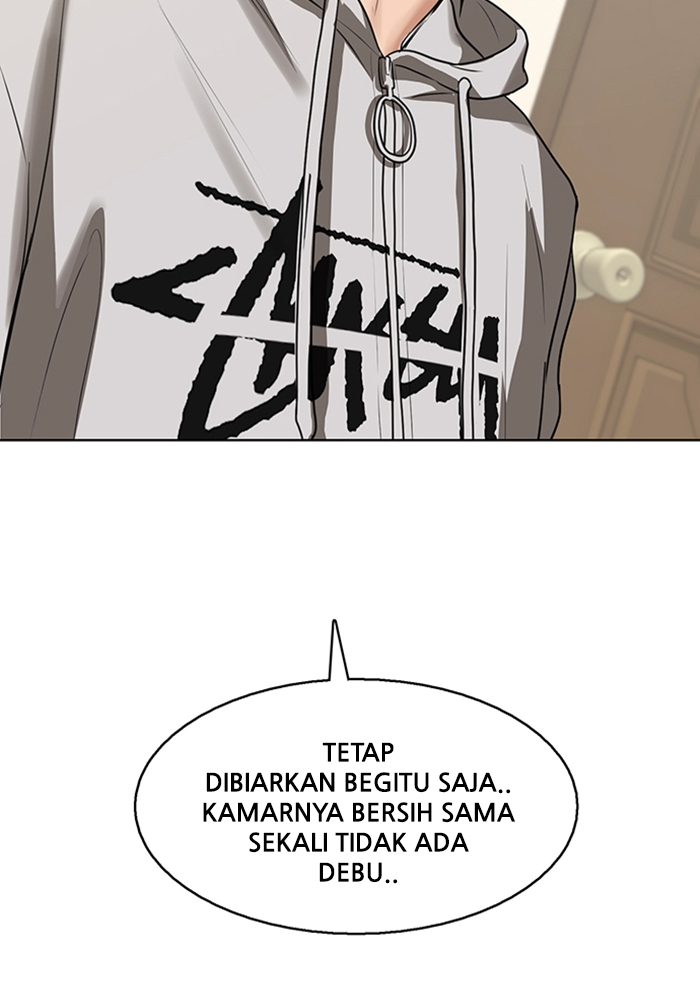 TETAP
DIBIARKAN BEGITU SAJA..
KAMARNYA BERSIH SAMA
SEKALI TIDAK ADA
DEBU..